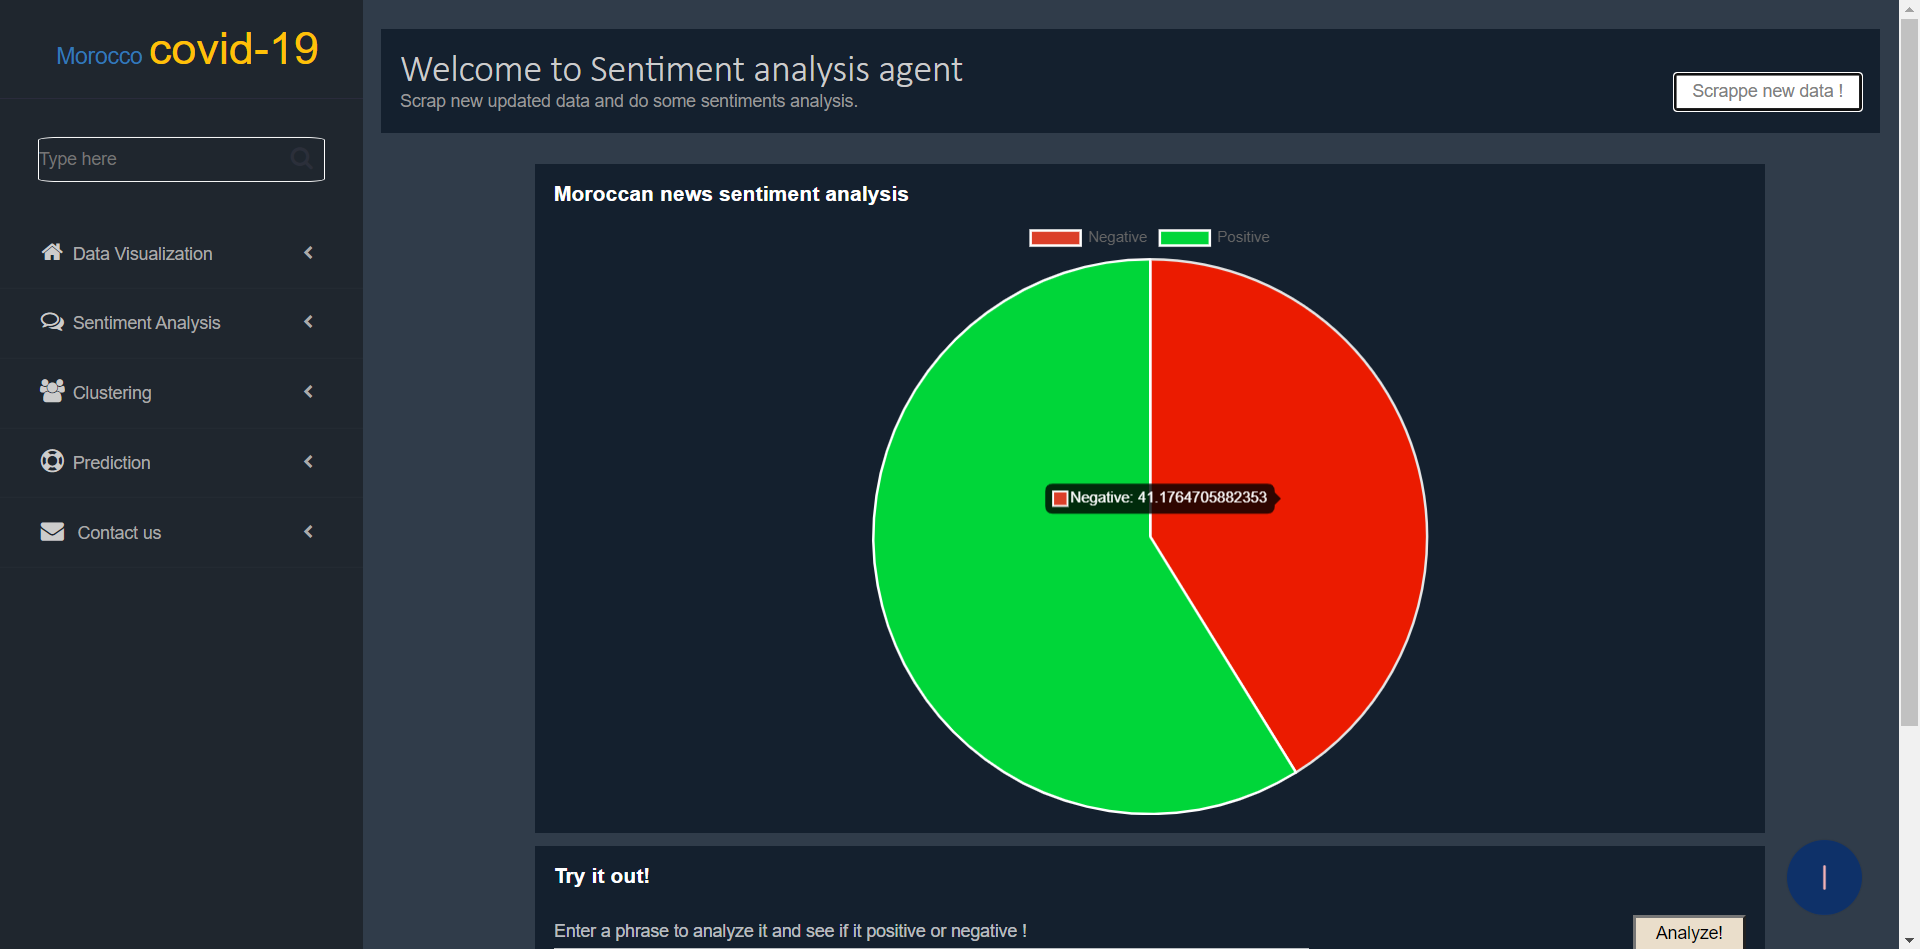 Morocco covid-19
Type here
Data Visualization
Sentiment Analysis
Clustering
Prediction
Contact us
Welcome to Sentiment analysis agent
Scrap new updated data and do some sentiments analysis.
Scrappe new data !
Moroccan news sentiment analysis
Negative Positive
Negative: 41.1764705882353
Try it out!
Enter a phrase to analyze it and see if it positive or negative !
Analyze!